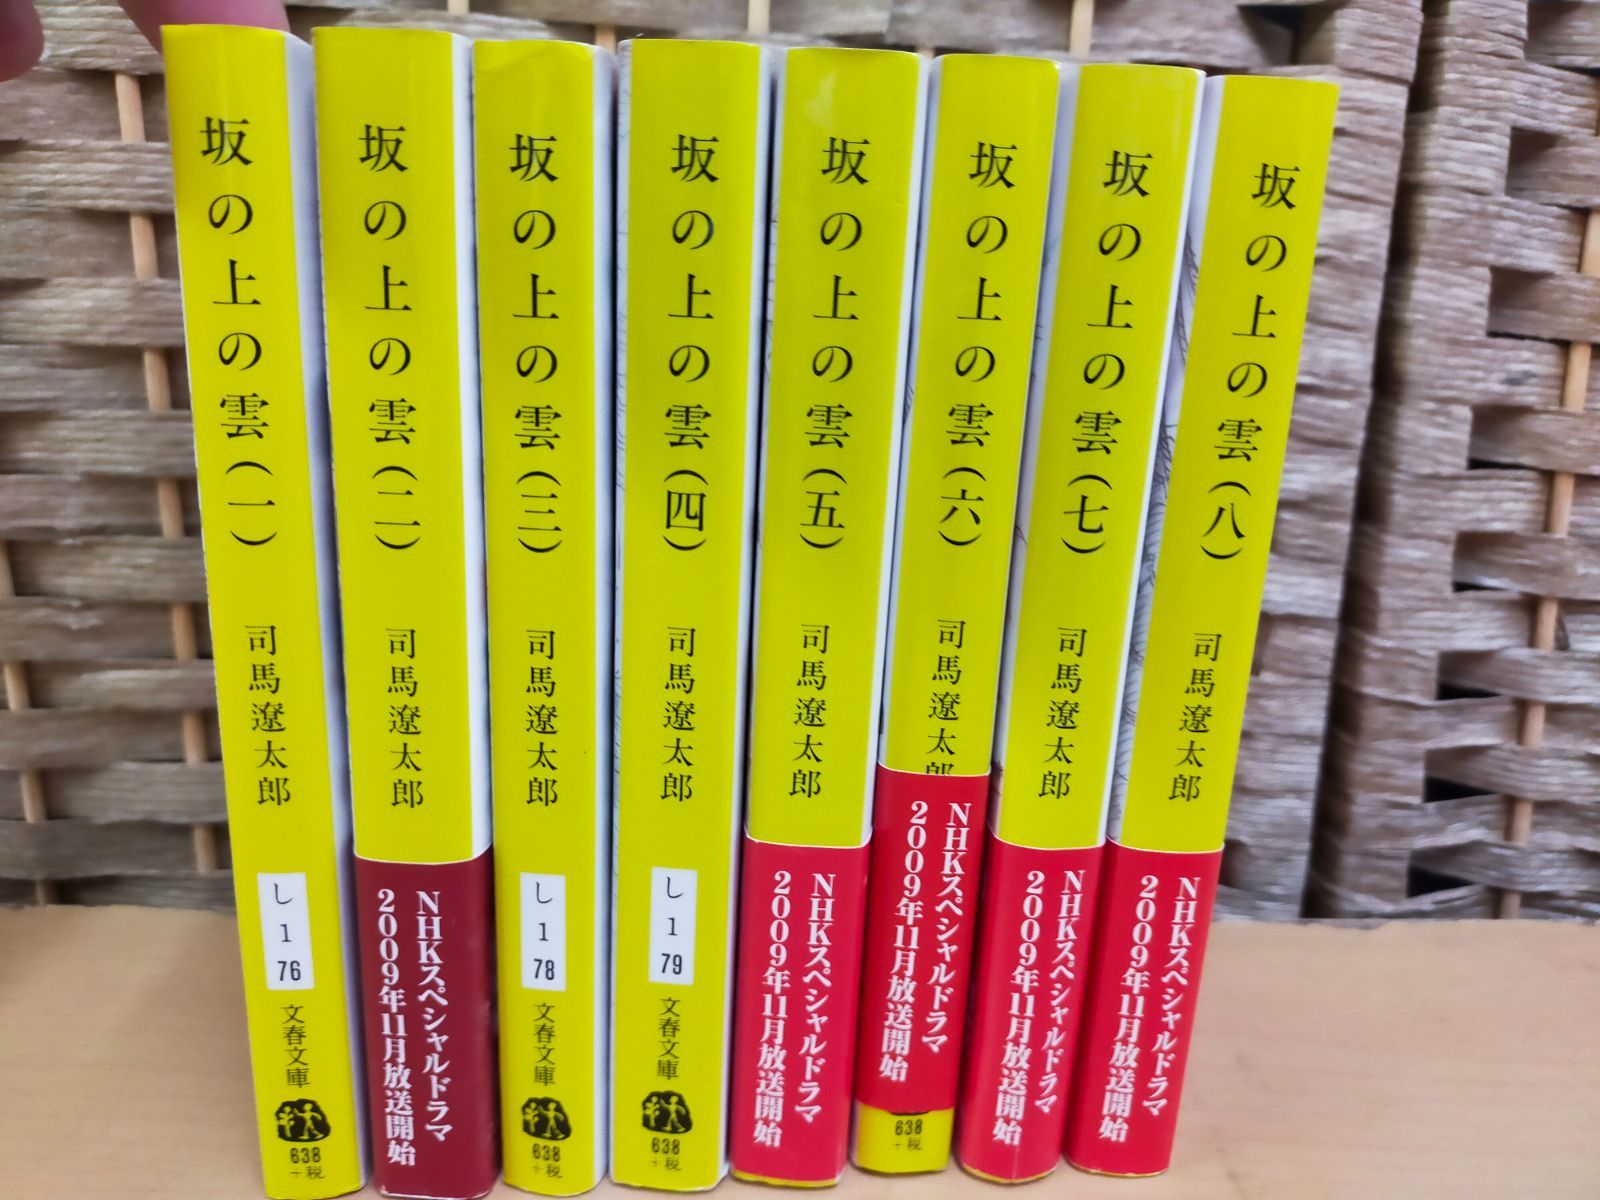 坂の上の雲(一)
司馬遼太郎
し
1
76
文春文庫
638
+税
坂の上の雲(二)
司馬遼太郎
NHKスペシャルドラマ
2009年11月放送開始
坂の上の雲(三)
司馬遼太郎
し
1
78
文春文庫
638
+税
坂の上の雲(四)
司馬遼太郎
し
1
79
文春文庫
638
+税
坂の上の雲(五)
司馬遼太郎
NHKスペシャルドラマ
2009年11月放送開始
坂の上の雲(六)
司馬遼太郎
NHKスペシャルドラマ
2009年11月放送開始
638
+税
坂の上の雲(七)
司馬遼太郎
NHKスペシャルドラマ
2009年11月放送開始
坂の上の雲(八)
司馬遼太郎
NHKスペシャルドラマ
2009年11月放送開始